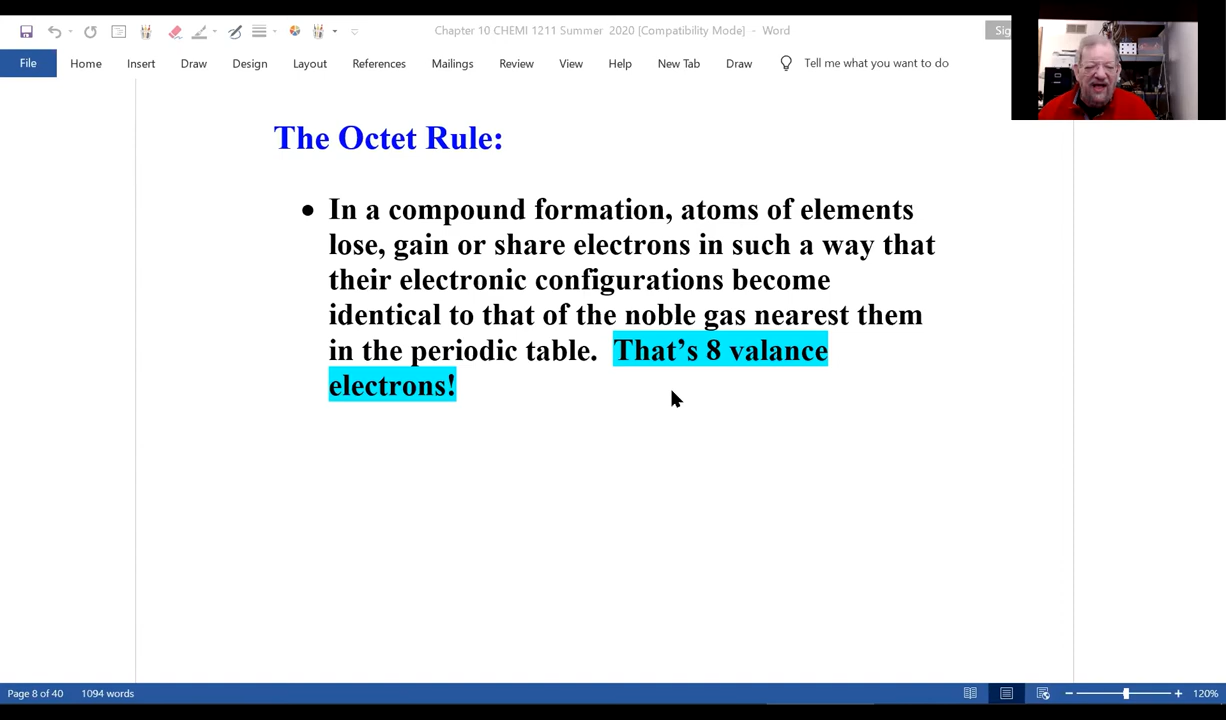 Chapter 10 CHEMI 1211 Summer 2020 [Compatibility Mode] - Word
Sig
File Home Insert Draw Design Layout References Mailings Review View Help New Tab Draw Tell me what you want to do
The Octet Rule:
• In a compound formation, atoms of elements
lose, gain or share electrons in such a way that
their electronic configurations become
identical to that of the noble gas nearest them
in the periodic table. That’s 8 valance
electrons!
Page 8 of 40 1094 words 120%